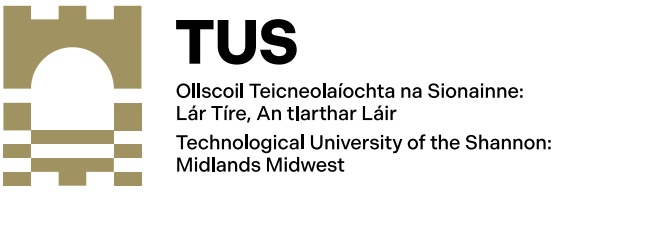 TUS
Ollscoil Teicneolaíochta na Sionainne:
Lár Tíre, An tIarthar Láir
Technological University of the Shannon:
Midlands Midwest